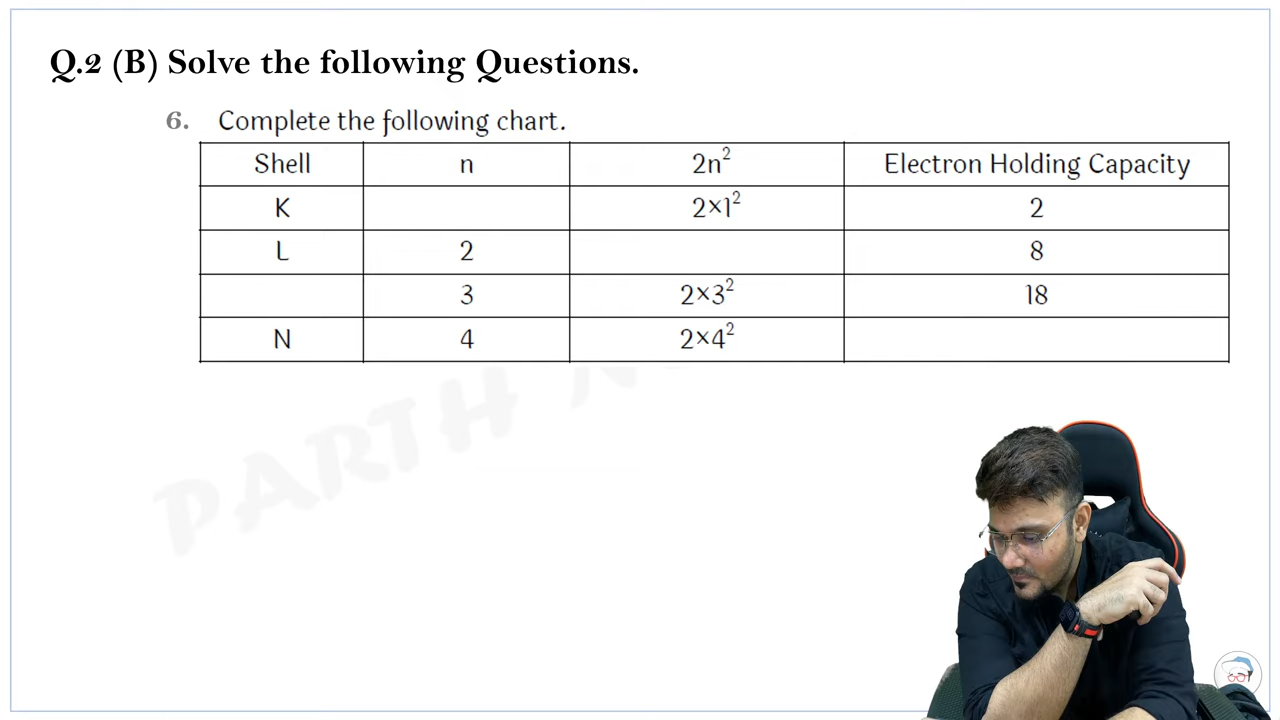 Q.2 (B) Solve the following Questions.
6. Complete the following chart.
Shell n 2n² Electron Holding Capacity
K 2×1² 2
L 2 8
3 2×3² 18
N 4 2×4²
PARTH